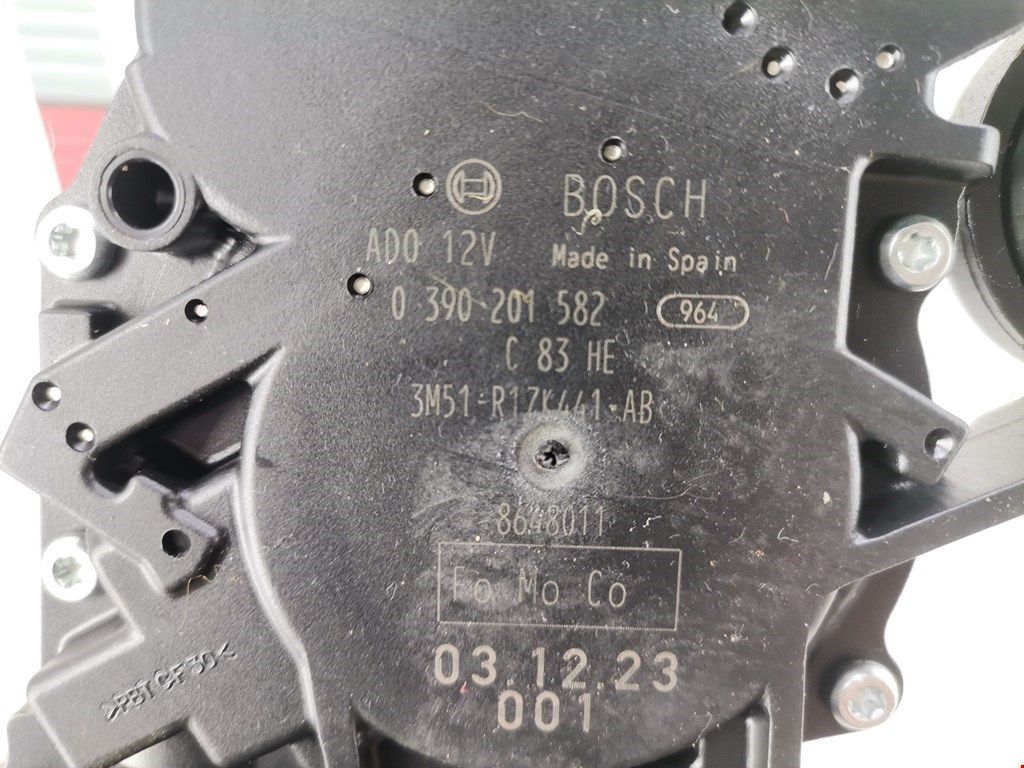 BOSCH
ADO 12V Made in Spain
0 390 201 582 964
C 83 HE
3M51-R17K441-AB
8648011
Fo Mo Co
03.12.23
001
>PBTGF30<